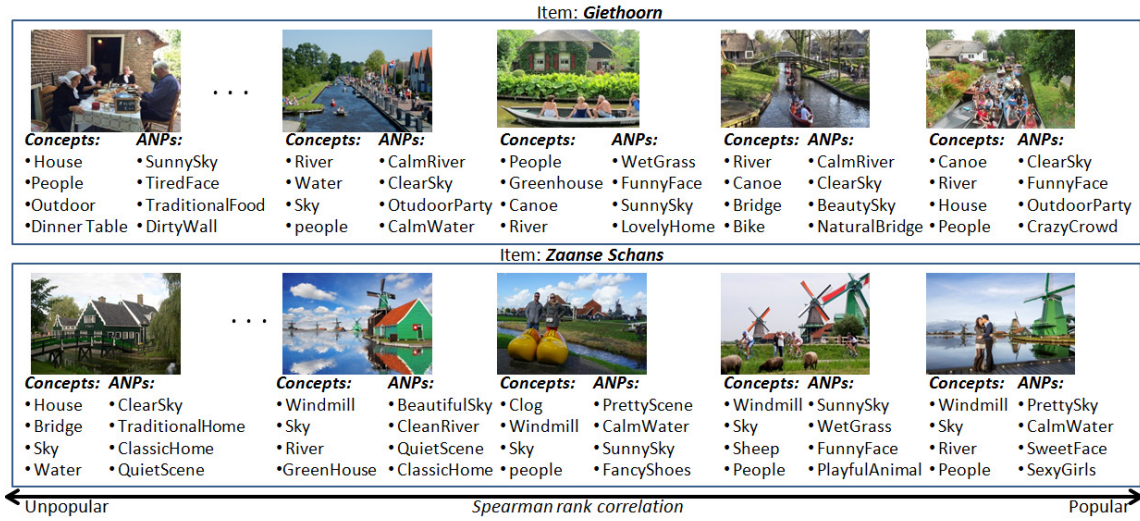 Item: Giethoorn
. . .
Concepts: ANPs:
• House • SunnySky
•People • TiredFace
•Outdoor • TraditionalFood
•Dinner Table • DirtyWall
Concepts: ANPs:
• River • CalmRiver
• Water • ClearSky
• Sky • OtudoorParty
• people • CalmWater
Concepts: ANPs:
• People • WetGrass
• Greenhouse • FunnyFace
• Canoe • SunnySky
• River • LovelyHome
Concepts: ANPs:
• River • CalmRiver
• Canoe • ClearSky
• Bridge • BeautySky
• Bike • NaturalBridge
Concepts: ANPs:
• Canoe • ClearSky
• River • FunnyFace
• House • OutdoorParty
• People • CrazyCrowd
Item: Zaanse Schans
. . .
Concepts: ANPs:
• House • ClearSky
• Bridge • TraditionalHome
• Sky • ClassicHome
• Water • QuietScene
Concepts: ANPs:
• Windmill • BeautifulSky
• Sky • CleanRiver
• River • QuietScene
•GreenHouse • ClassicHome
Concepts: ANPs:
• Clog • PrettyScene
• Windmill • CalmWater
• Sky • SunnySky
• people • FancyShoes
Concepts: ANPs:
• Windmill • SunnySky
• Sky • WetGrass
• Sheep • FunnyFace
• People • PlayfulAnimal
Concepts: ANPs:
• Windmill • PrettySky
• Sky • CalmWater
• River • SweetFace
• People • SexyGirls
Unpopular Spearman rank correlation Popular